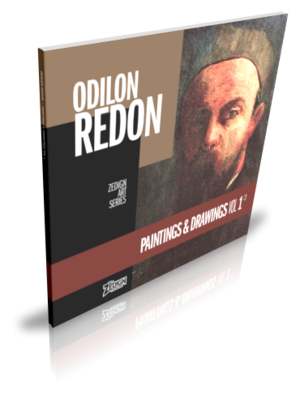 ODILON
REDON
ZEDIGN
ART
SERIES
PAINTINGS & DRAWINGS VOL 1
ZEDIGN